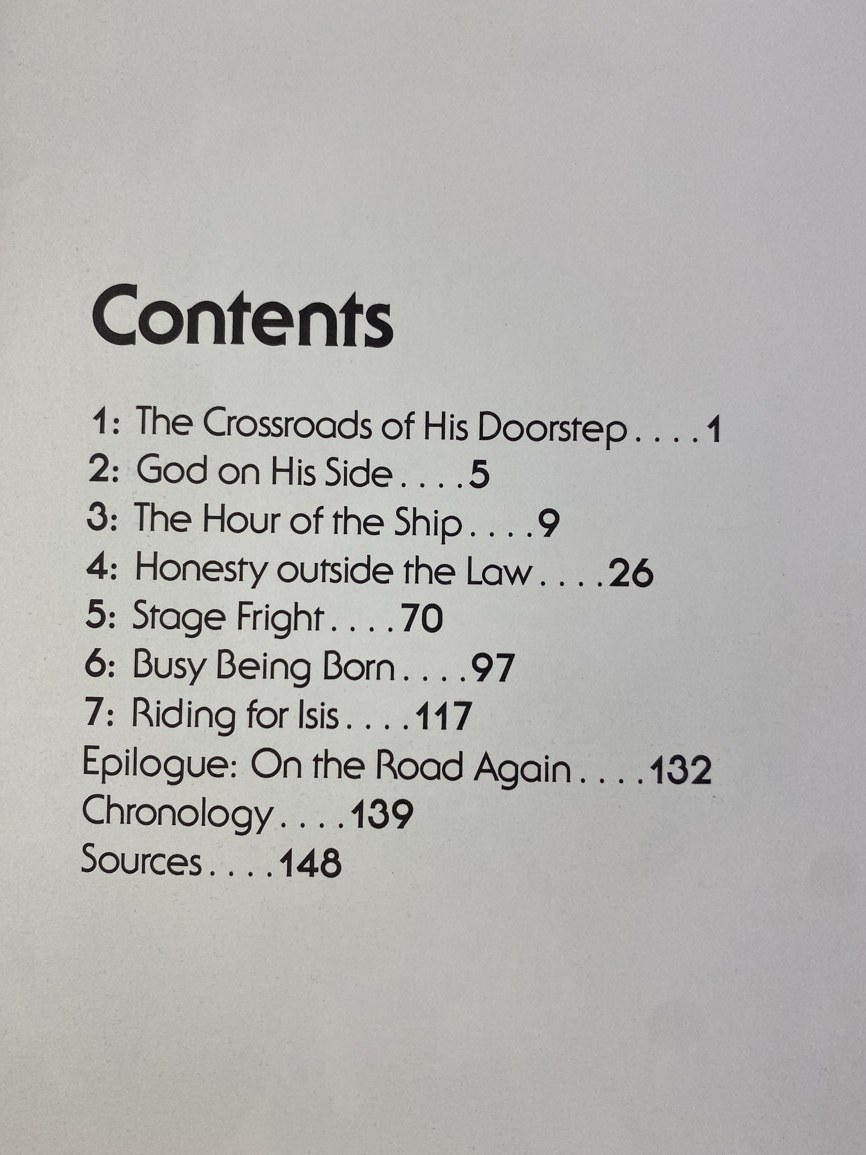 Contents
1: The Crossroads of His Doorstep....1
2: God on His Side....5
3: The Hour of the Ship....9
4: Honesty outside the Law....26
5: Stage Fright....70
6: Busy Being Born....97
7: Riding for Isis....117
Epilogue: On the Road Again....132
Chronology....139
Sources....148